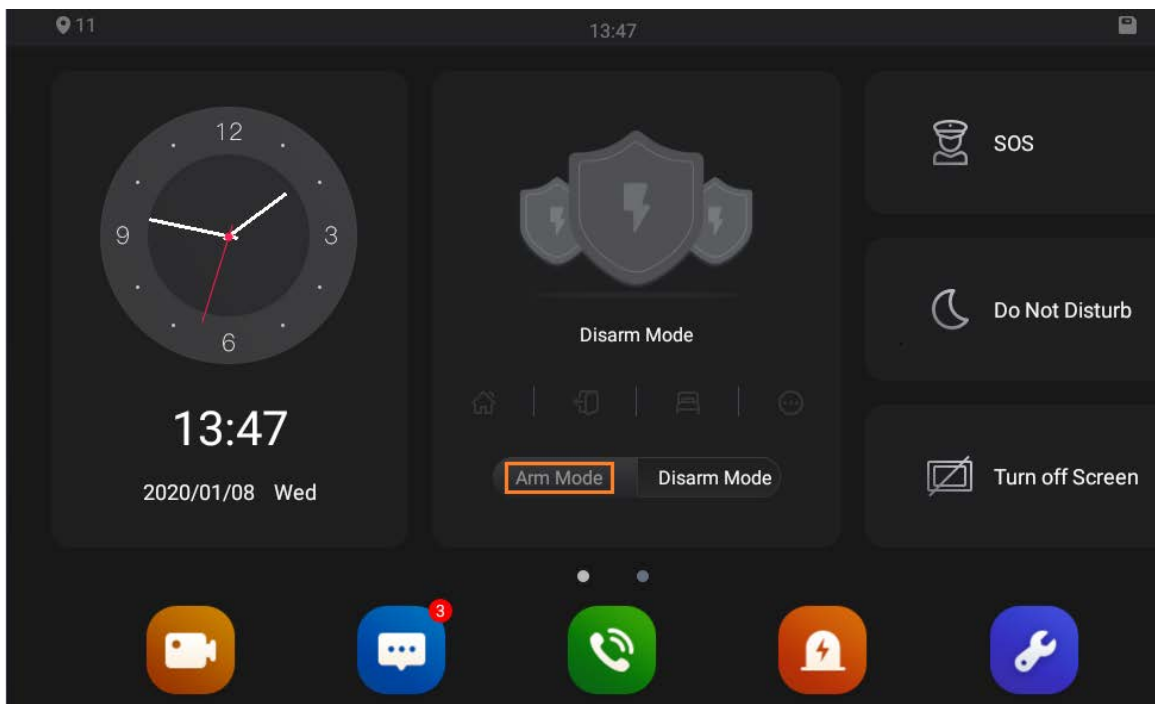 11
13:47
12
9
3
6
13:47
2020/01/08 Wed
Disarm Mode
Arm Mode Disarm Mode
SOS
Do Not Disturb
Turn off Screen
3